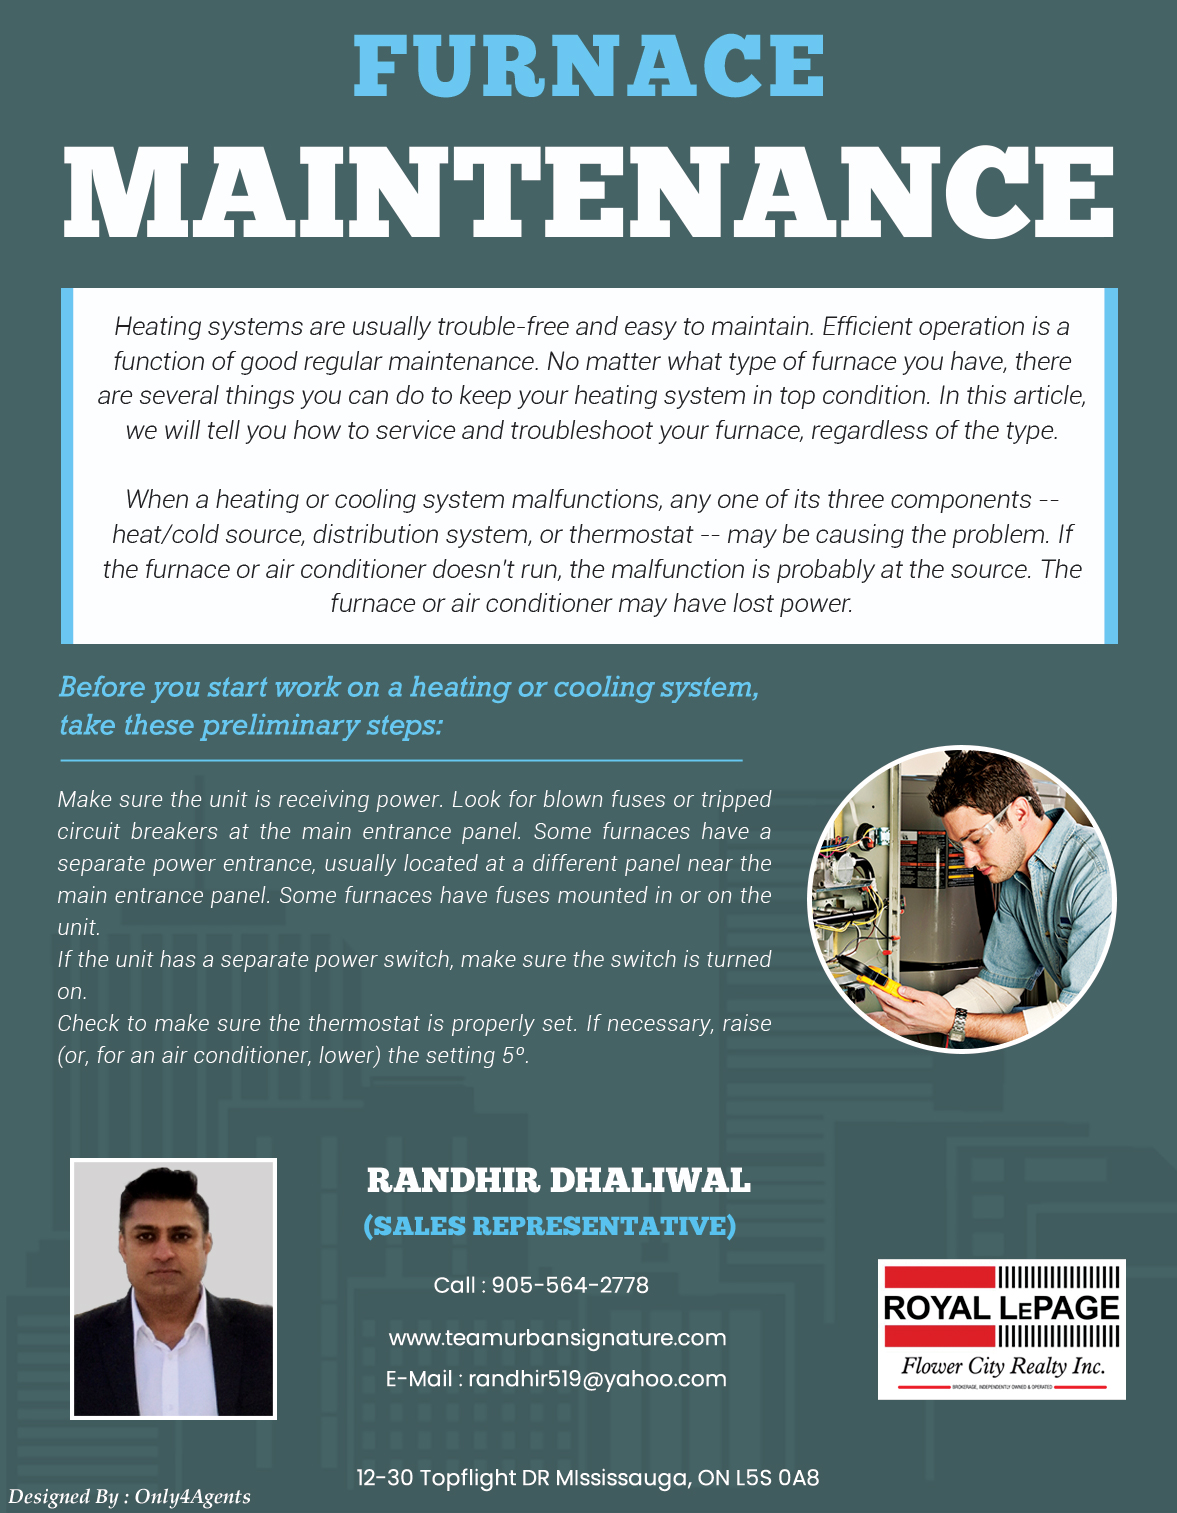 FURNACE
MAINTENANCE
Heating systems are usually trouble-free and easy to maintain. Efficient operation is a
function of good regular maintenance. No matter what type of furnace you have, there
are several things you can do to keep your heating system in top condition. In this article,
we will tell you how to service and troubleshoot your furnace, regardless of the type.
When a heating or cooling system malfunctions, any one of its three components --
heat/cold source, distribution system, or thermostat -- may be causing the problem. If
the furnace or air conditioner doesn't run, the malfunction is probably at the source. The
furnace or air conditioner may have lost power.
Before you start work on a heating or cooling system,
take these preliminary steps:
Make sure the unit is receiving power. Look for blown fuses or tripped
circuit breakers at the main entrance panel. Some furnaces have a
separate power entrance, usually located at a different panel near the
main entrance panel. Some furnaces have fuses mounted in or on the
unit.
If the unit has a separate power switch, make sure the switch is turned
on.
Check to make sure the thermostat is properly set. If necessary, raise
(or, for an air conditioner, lower) the setting 5º.
RANDHIR DHALIWAL
(SALES REPRESENTATIVE)
Call : 905-564-2778
www.teamurbansignature.com
E-Mail : randhir519@yahoo.com
ROYAL LEPAGE
Flower City Realty Inc.
BROKERAGE, INDEPENDENTLY OWNED & OPERATED
12-30 Topflight DR MIssissauga, ON L5S 0A8
Designed By : Only4Agents